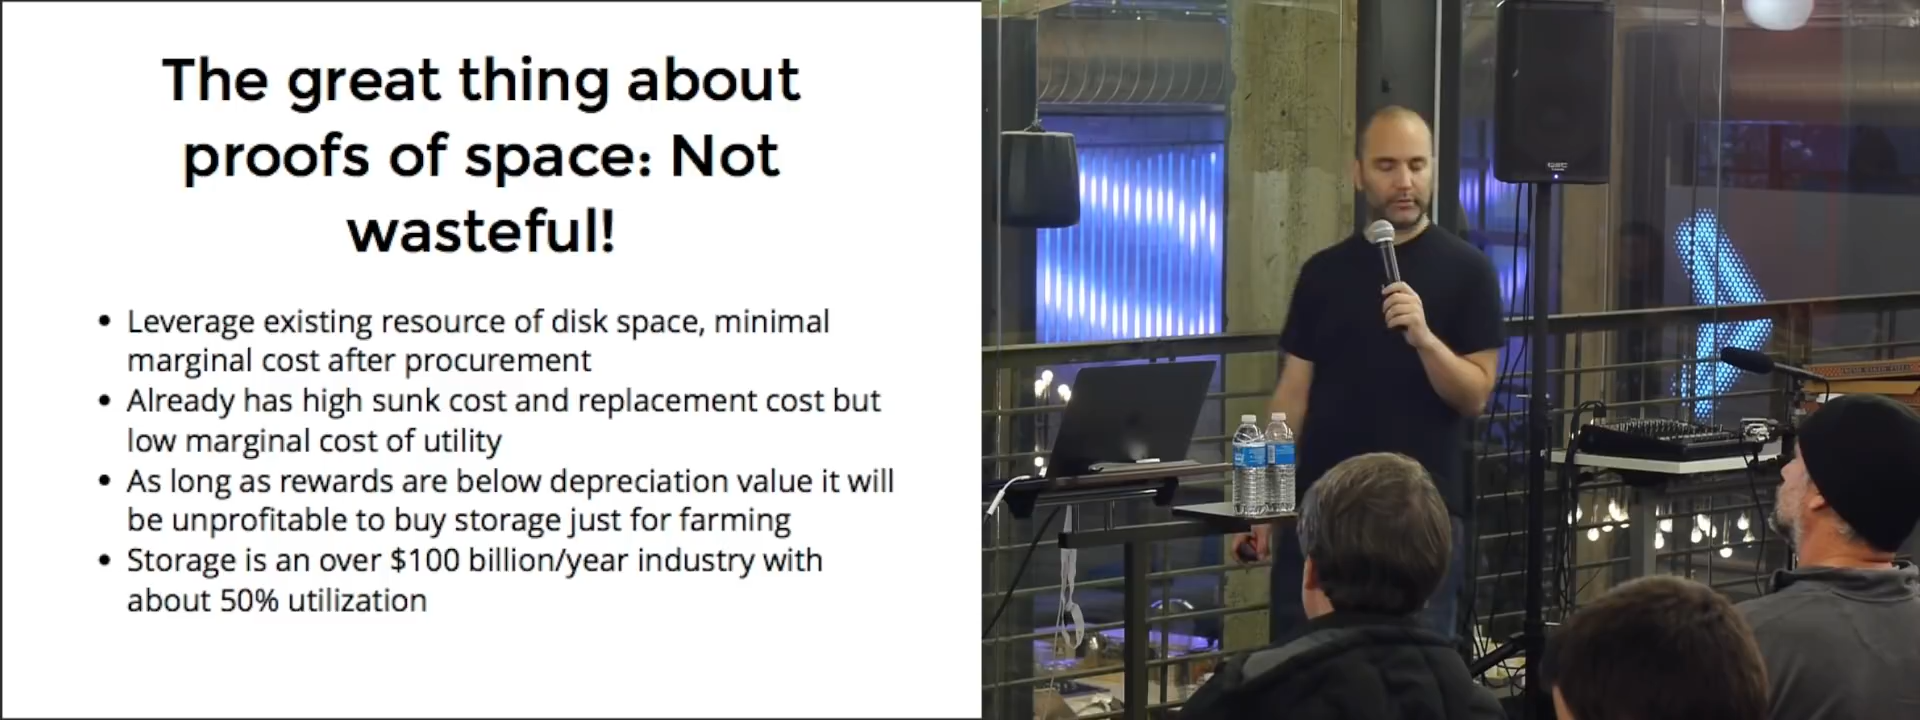 The great thing about
proofs of space: Not
wasteful!
• Leverage existing resource of disk space, minimal
marginal cost after procurement
• Already has high sunk cost and replacement cost but
low marginal cost of utility
• As long as rewards are below depreciation value it will
be unprofitable to buy storage just for farming
• Storage is an over $100 billion/year industry with
about 50% utilization